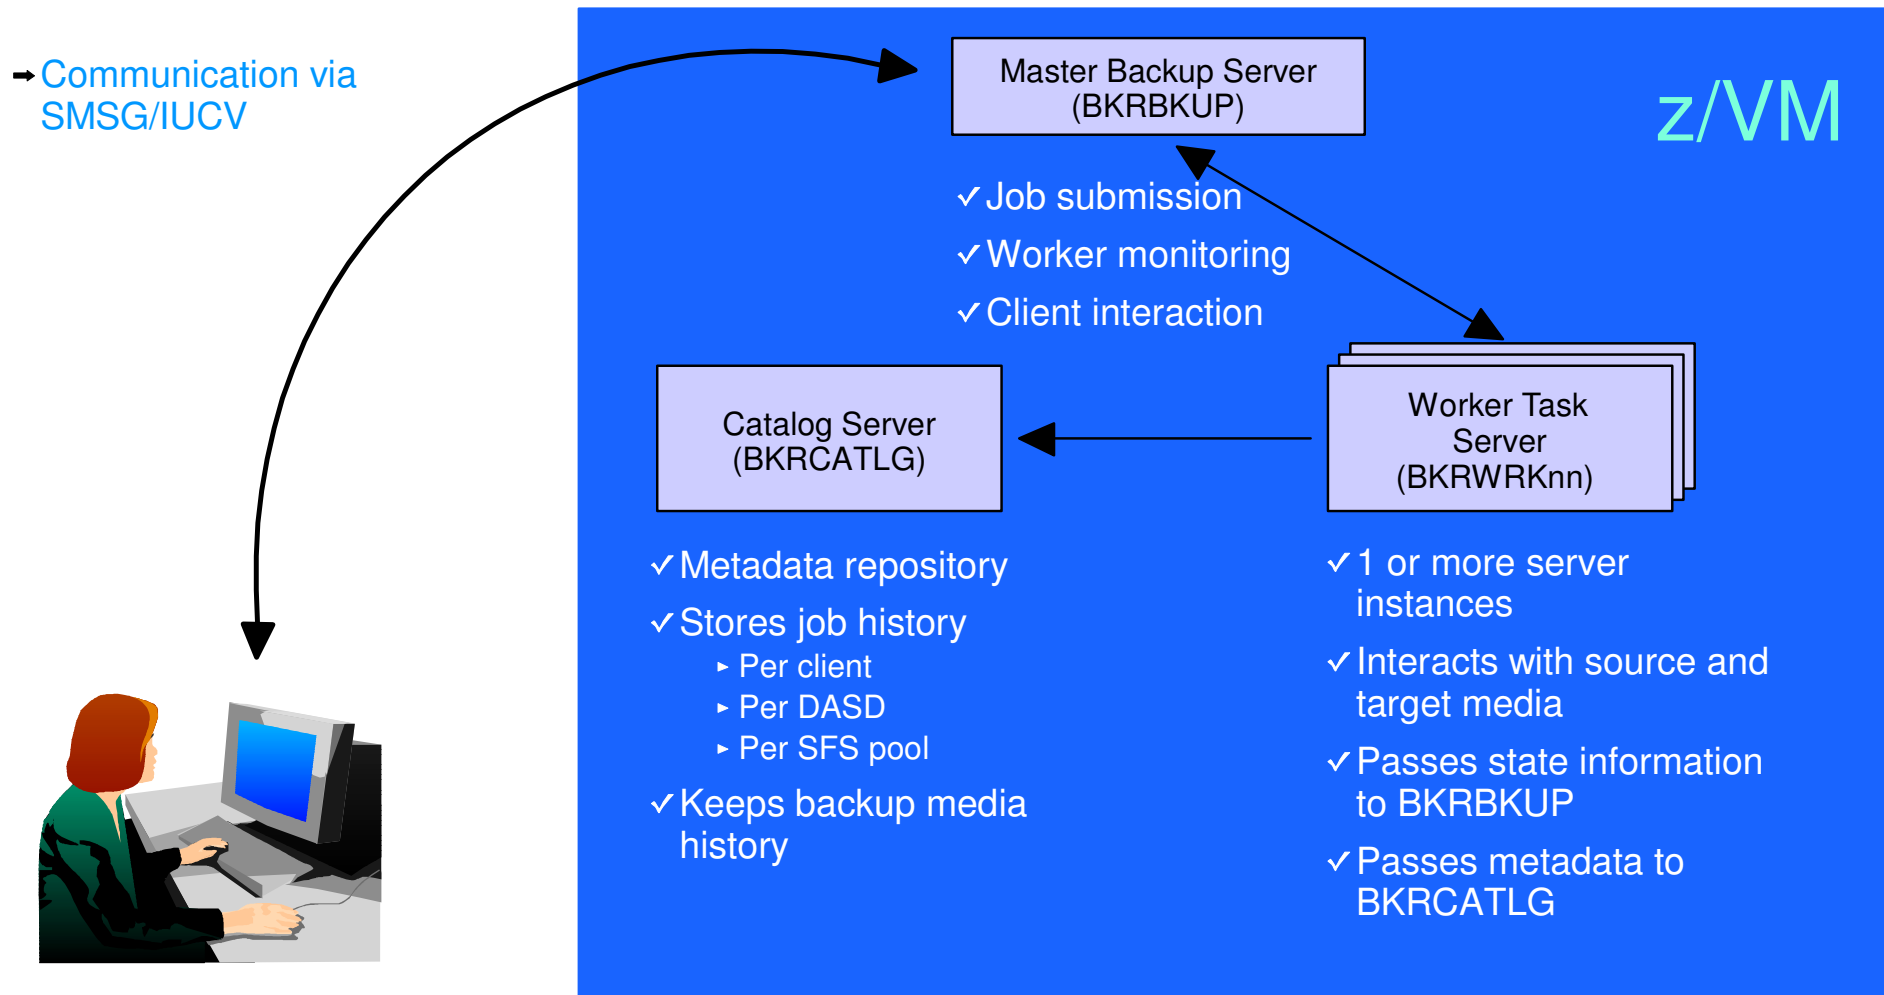 Communication via
SMSG/IUCV
Master Backup Server
(BKRBKUP)
z/VM
✓Job submission
✓Worker monitoring
✓Client interaction
Catalog Server
(BKRCATLG)
Worker Task
Server
(BKRWRKnn)
✓Metadata repository
✓Stores job history
Per client
Per DASD
Per SFS pool
✓Keeps backup media
history
✓1 or more server
instances
✓Interacts with source and
target media
✓Passes state information
to BKRBKUP
✓Passes metadata to
BKRCATLG